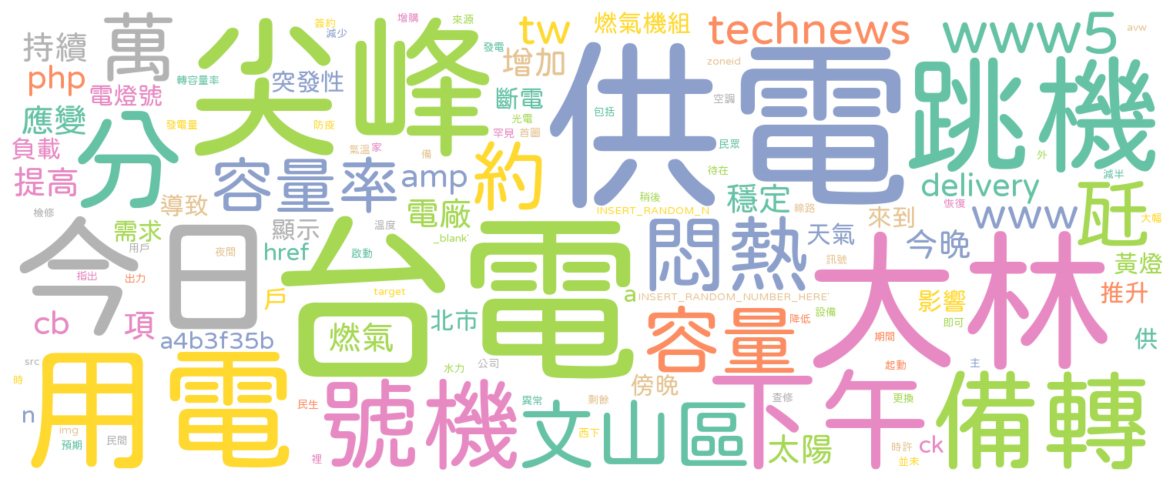 持續
萬
尖峰
tw
燃氣機組
technews
www5
avw
簽約
減少
增購
來源
發電
php
電燈號
轉容量率
突發性
增加
zoneid
供電
跳機
應變
分
發電量
防疫
斷電
光電
罕見
首圖
包括
空調
民眾
外
減半
負載
提高
容量率
氣溫
家
備
amp
約
待在
稍後
穩定
delivery
恢復
瓩
大幅
檢修
導致
溫度
電廠
INSERT_RANDOM_N
線路
來到
www
需求
用戶
顯示
href
_blank'
悶熱
天氣
訊號
今晚
黃燈
今日
夜間
指出
出力
台電
啟動
target
a
INSERT_RANDOM_NUMBER_HERE'
大林
影響
即可
推升
cb
項
戶
燃氣
北市
容量
降低
設備
期間
供
a4b3f35b
src
時
公司
水力
傍晚
起動
主
用電
號機
異常
剩餘
下午
更換
備轉
n
img
預期
民間
民生
裡
文山區
西下
查修
太陽
ck
時許
並未